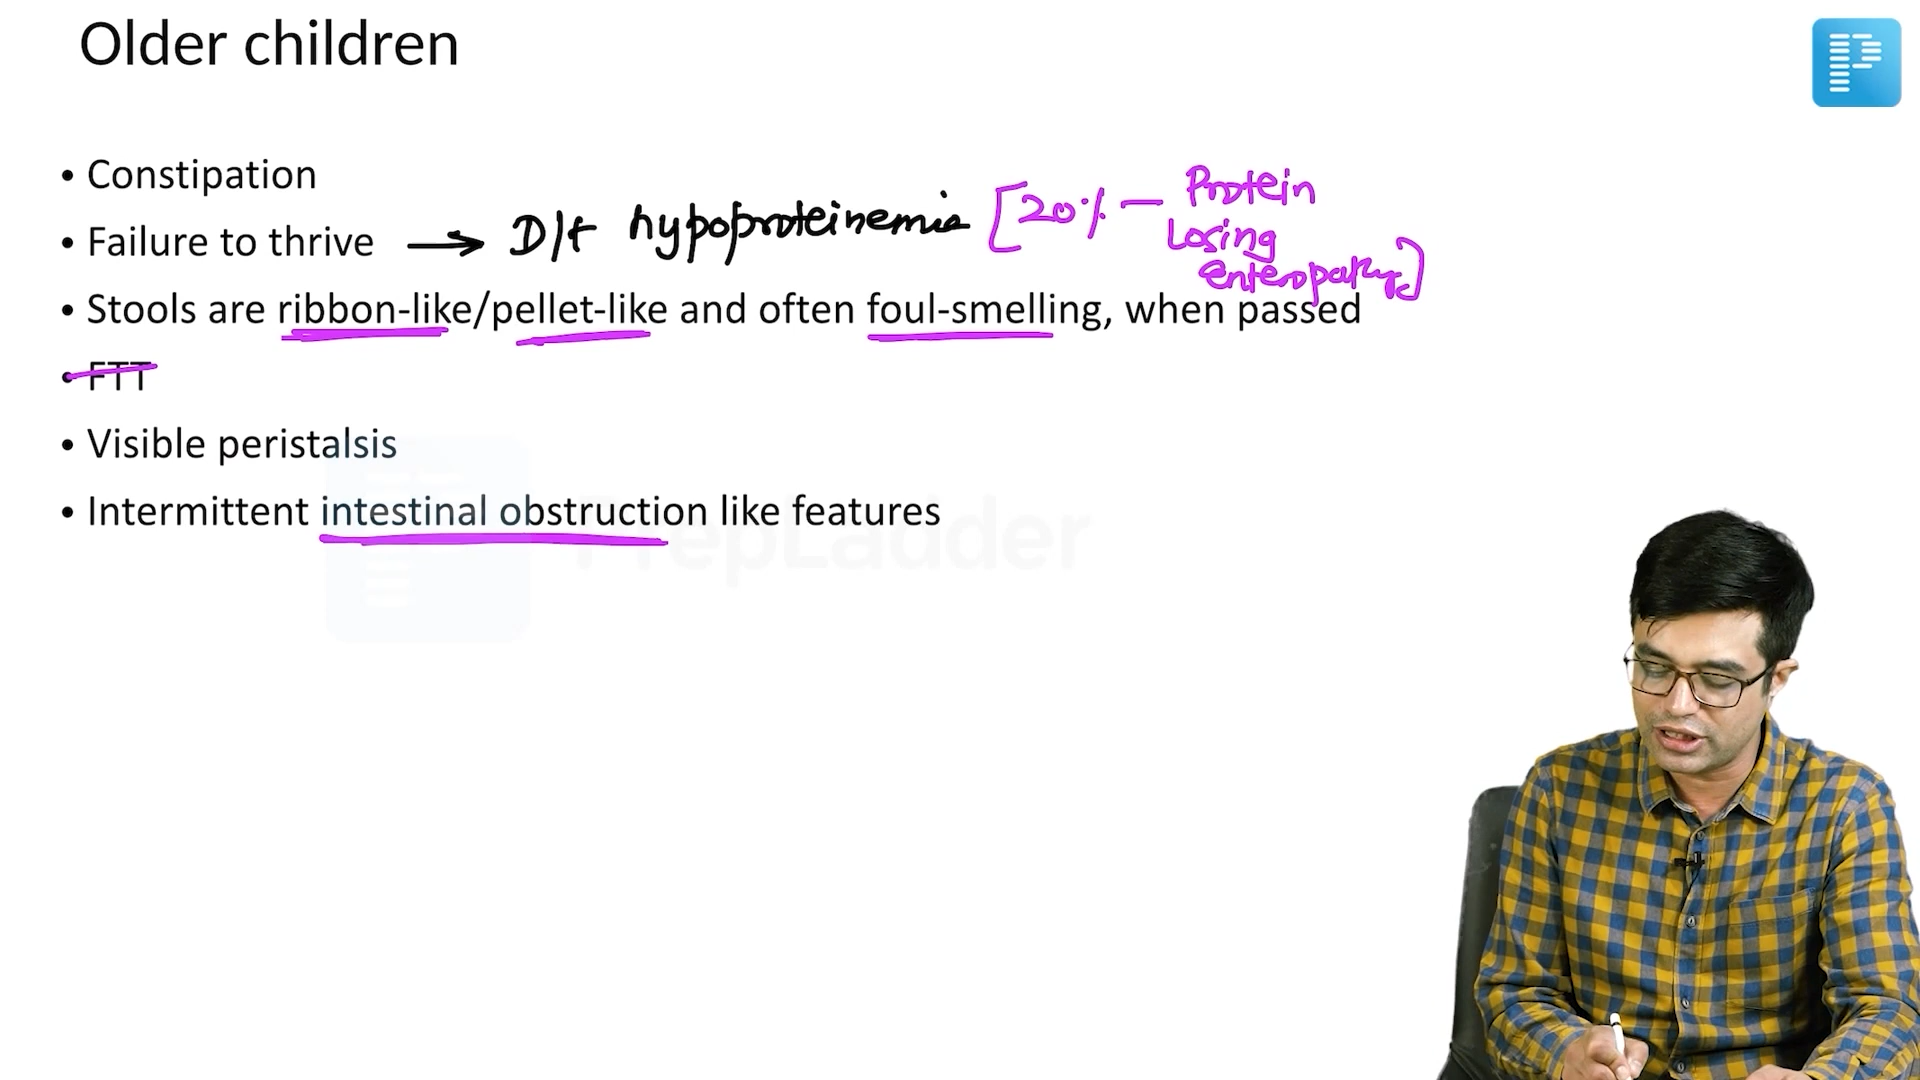 Older children
• Constipation
• Failure to thrive → D/t hypoproteinemia [20% — Protein
Losing
enteropathy]
• Stools are ribbon-like/pellet-like and often foul-smelling, when passed
• FTT
• Visible peristalsis
• Intermittent intestinal obstruction like features
PrepLadder